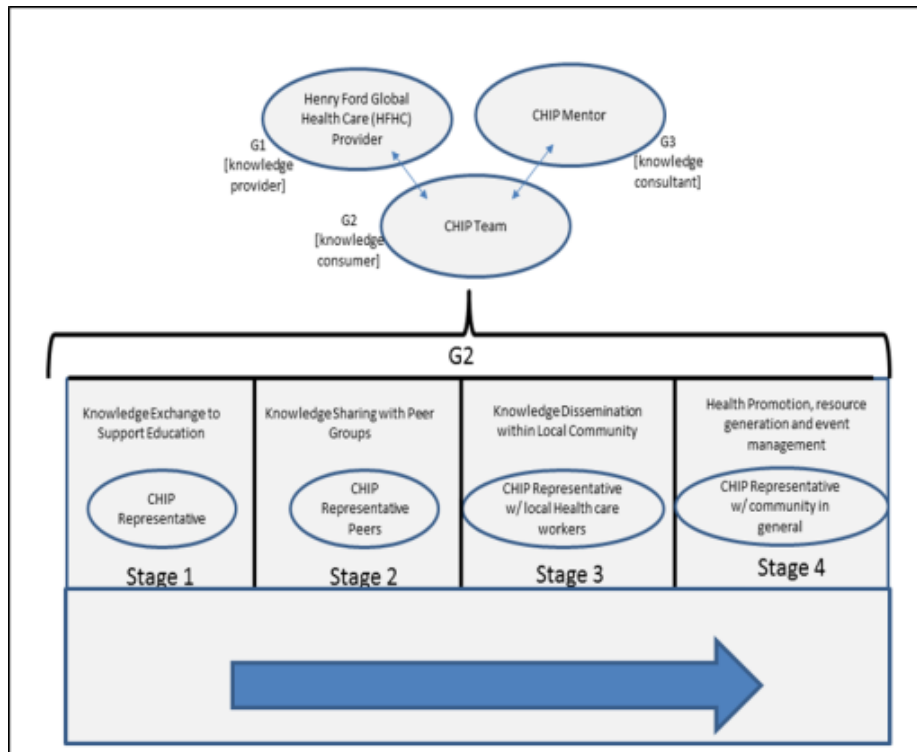 Henry Ford Global
Health Care (HFHC)
Provider
CHIP Mentor
G1
[knowledge
provider]
G3
[knowledge
consultant]
CHIP Team
G2
[knowledge
consumer]
G2
Knowledge Exchange to
Support Education
CHIP
Representative
Stage 1
Knowledge Sharing with Peer
Groups
CHIP
Representative
Peers
Stage 2
Knowledge Dissemination
within Local Community
CHIP Representative
w/ local Health care
workers
Stage 3
Health Promotion, resource
generation and event
management
CHIP Representative
w/ community in
general
Stage 4